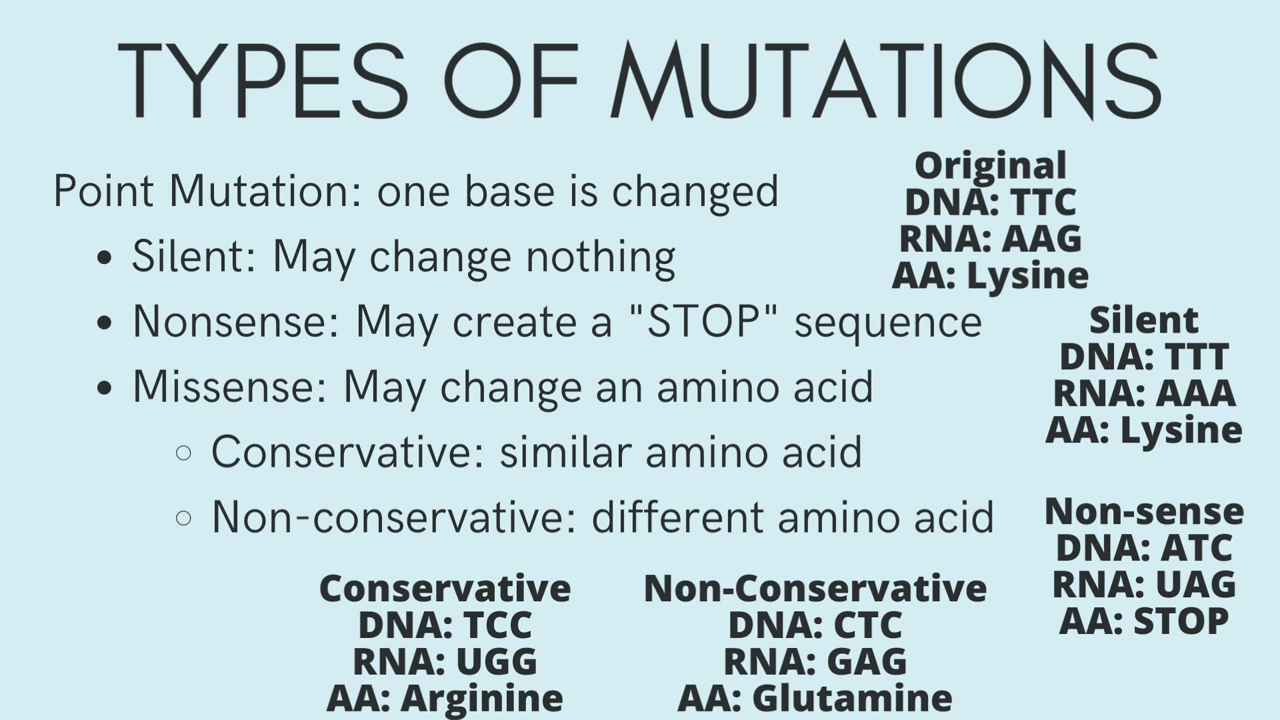 TYPES OF MUTATIONS
Point Mutation: one base is changed
• Silent: May change nothing
• Nonsense: May create a "STOP" sequence
• Missense: May change an amino acid
○ Conservative: similar amino acid
○ Non-conservative: different amino acid
Original
DNA: TTC
RNA: AAG
AA: Lysine
Silent
DNA: TTT
RNA: AAA
AA: Lysine
Non-sense
DNA: ATC
RNA: UAG
AA: STOP
Conservative
DNA: TCC
RNA: UGG
AA: Arginine
Non-Conservative
DNA: CTC
RNA: GAG
AA: Glutamine